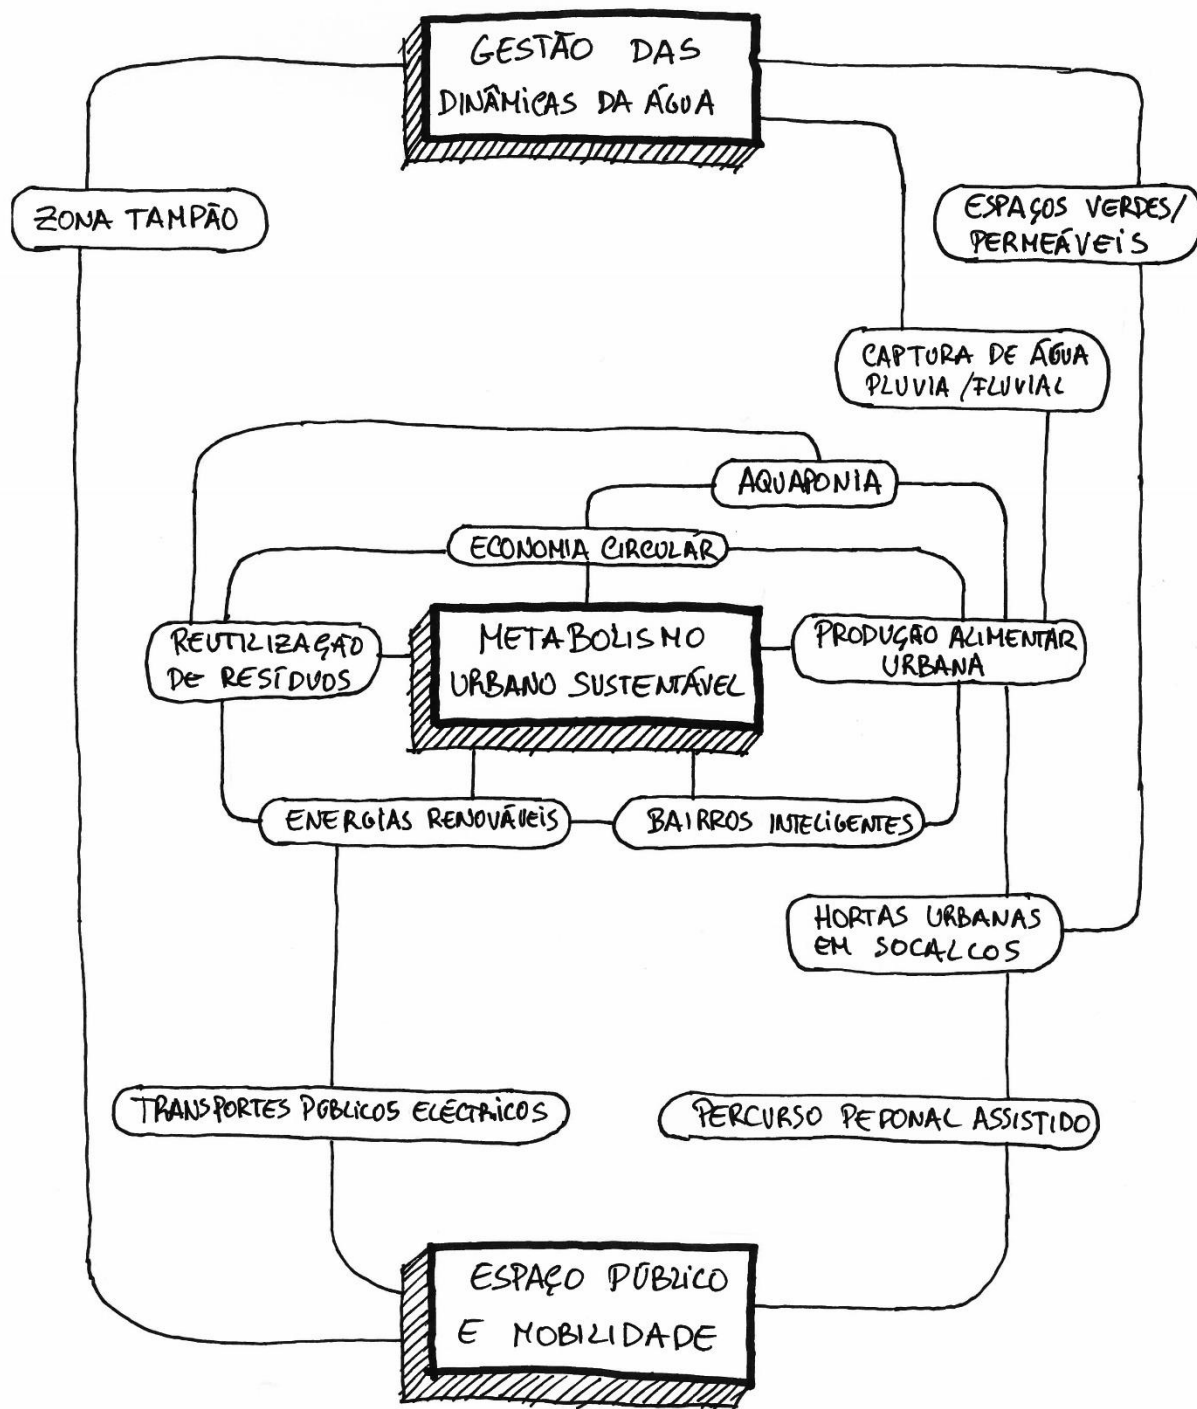 GESTÃO DAS
DINÂMICAS DA ÁGUA
ZONA TAMPÃO
ESPAÇOS VERDES/
PERMEÁVEIS
CAPTURA DE ÁGUA
PLUVIA/FLUVIAL
AQUAPONIA
ECONOMIA CIRCULÁR
REUTILIZAÇÃO
DE RESÍDUOS
METABOLISMO
URBANO SUSTENTÁVEL
PRODUÇÃO ALIMENTAR
URBANA
ENERGIAS RENOVÁVEIS
BAIRROS INTELIGENTES
HORTAS URBANAS
EM SOCALCOS
TRANSPORTES PÚBLICOS ELÉCTRICOS
PERCURSO PEDONAL ASSISTIDO
ESPAÇO PÚBLICO
E MOBILIDADE